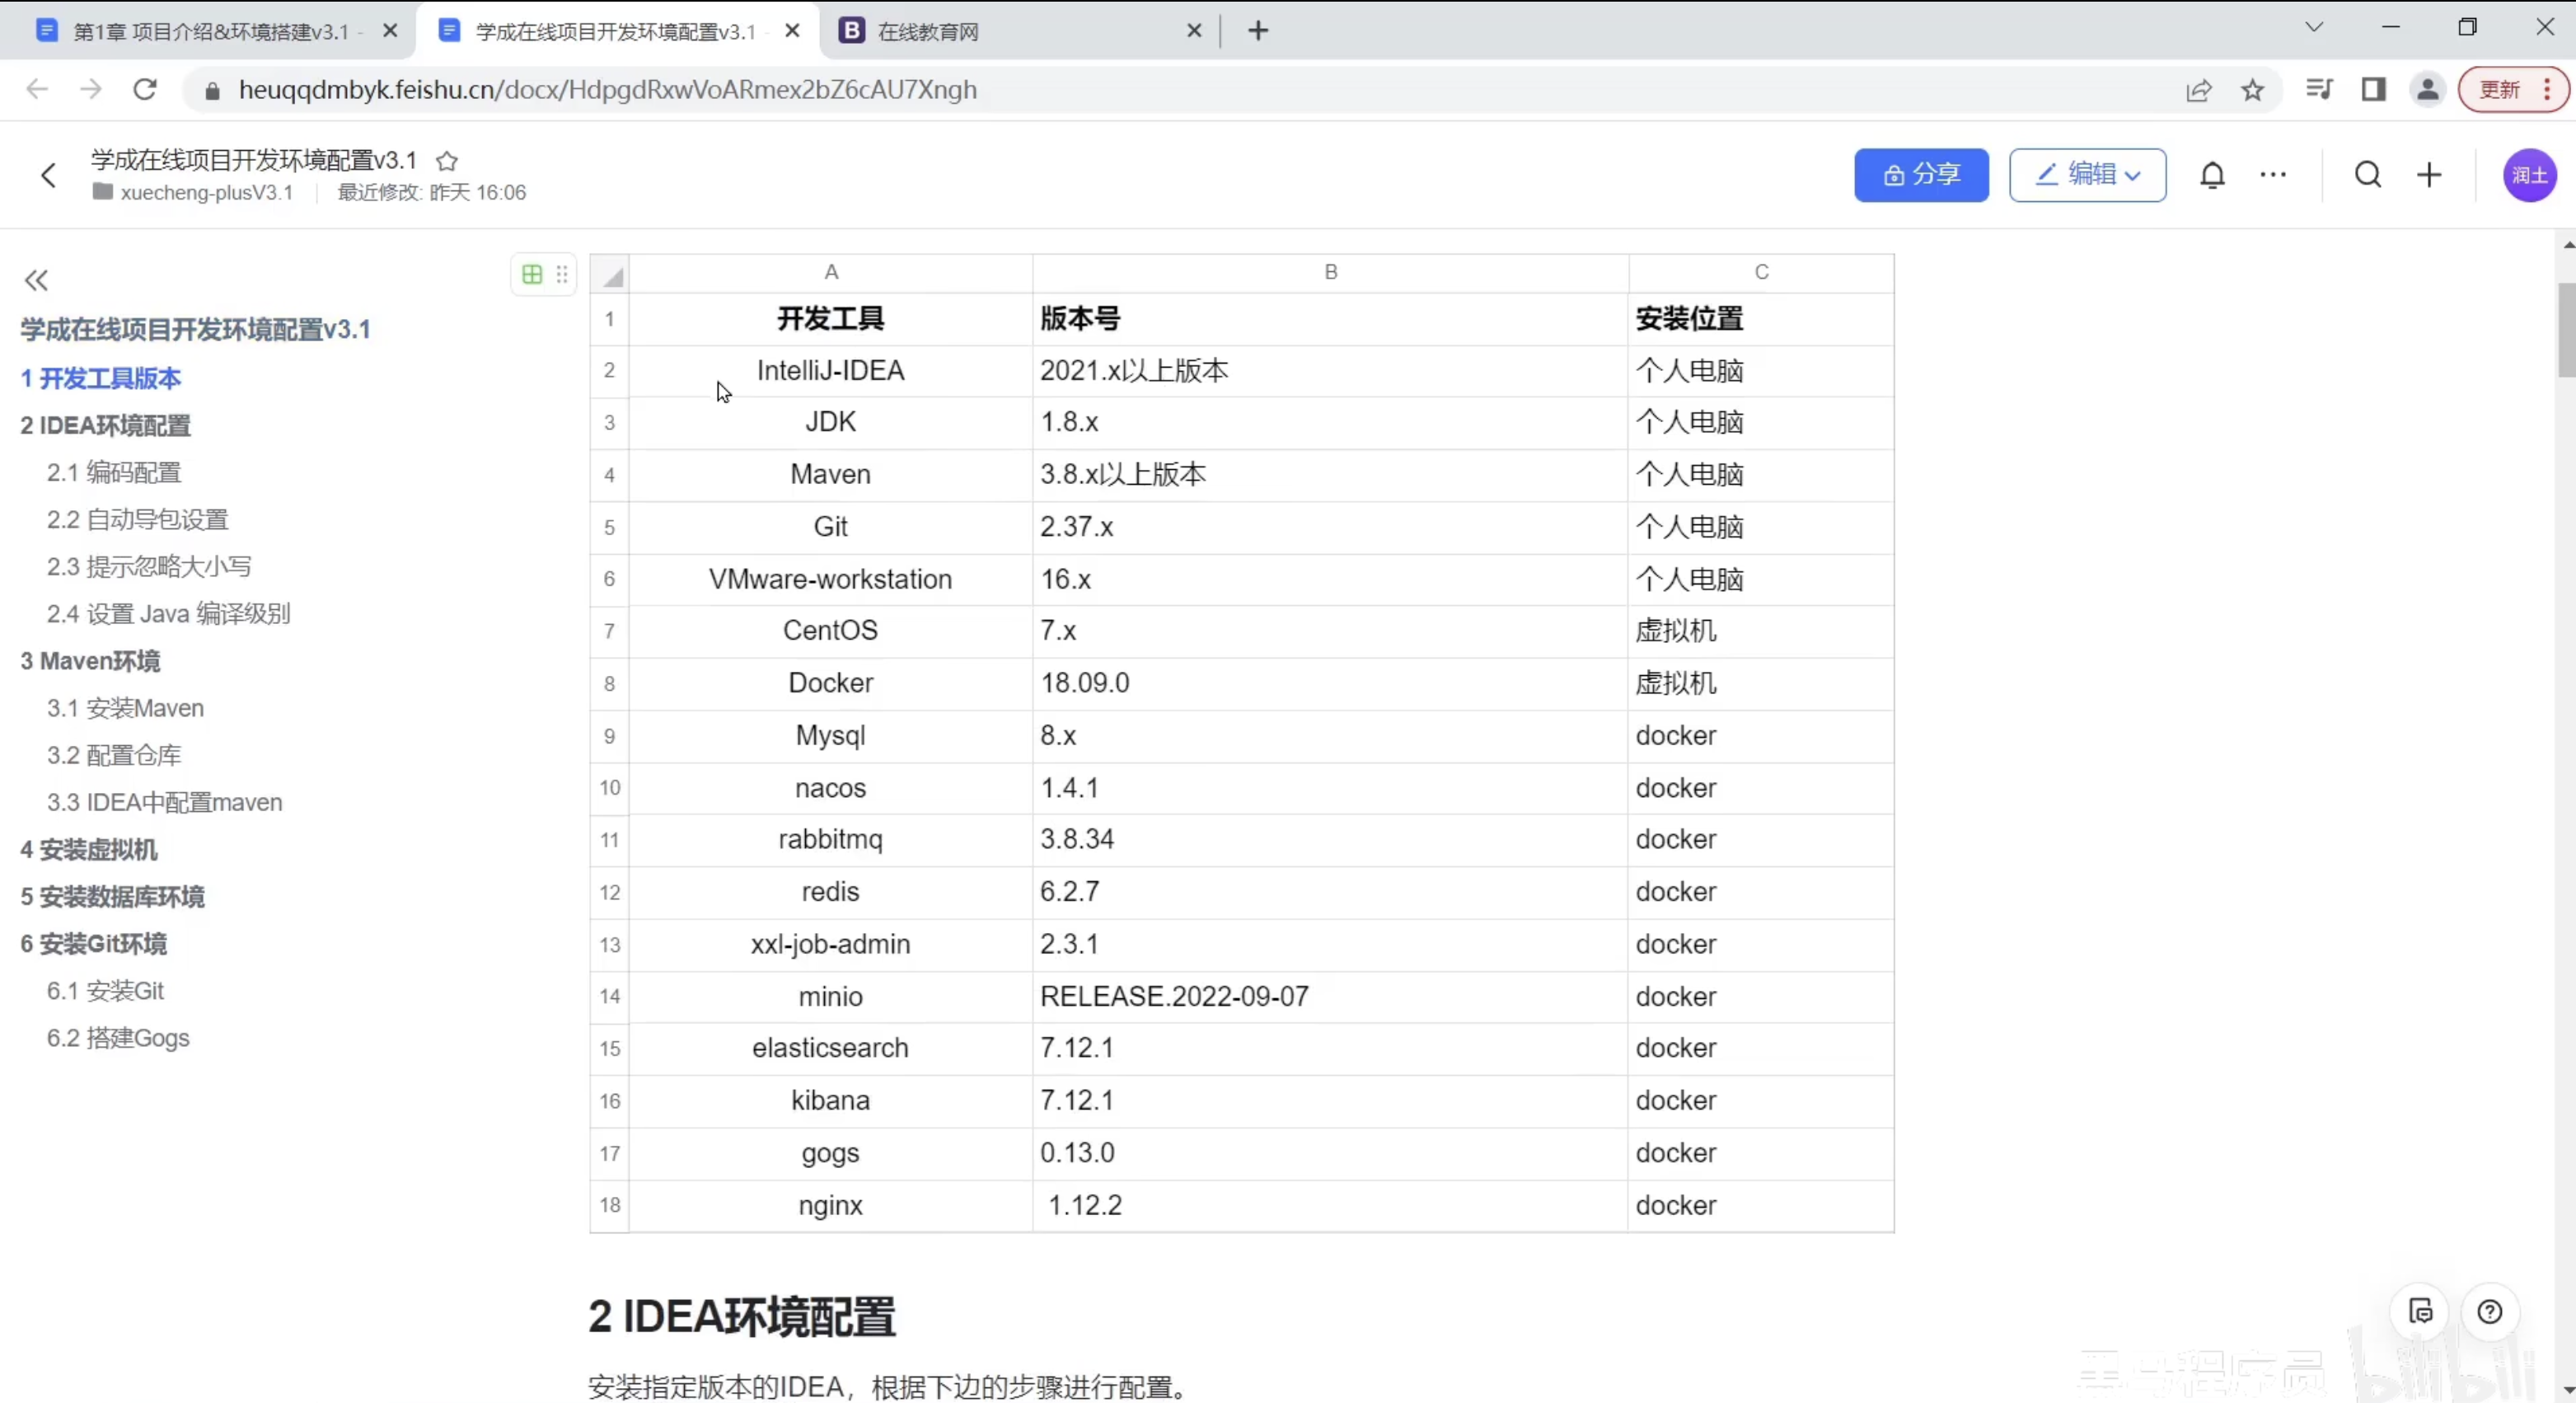 第1章 项目介绍&环境搭建v3.1 -
学成在线项目开发环境配置v3.1 -
B 在线教育网
heuqqdmbyk.feishu.cn/docx/HdpgdRxwVoARmex2bZ6cAU7Xngh
更新
学成在线项目开发环境配置v3.1
xuecheng-plusV3.1 最近修改: 昨天 16:06
分享 编辑 润土
学成在线项目开发环境配置v3.1
1 开发工具版本
2 IDEA环境配置
2.1 编码配置
2.2 自动导包设置
2.3 提示忽略大小写
2.4 设置 Java 编译级别
3 Maven环境
3.1 安装Maven
3.2 配置仓库
3.3 IDEA中配置maven
4 安装虚拟机
5 安装数据库环境
6 安装Git环境
6.1 安装Git
6.2 搭建Gogs
A B C
1 开发工具 版本号 安装位置
2 IntelliJ-IDEA 2021.x以上版本 个人电脑
3 JDK 1.8.x 个人电脑
4 Maven 3.8.x以上版本 个人电脑
5 Git 2.37.x 个人电脑
6 VMware-workstation 16.x 个人电脑
7 CentOS 7.x 虚拟机
8 Docker 18.09.0 虚拟机
9 Mysql 8.x docker
10 nacos 1.4.1 docker
11 rabbitmq 3.8.34 docker
12 redis 6.2.7 docker
13 xxl-job-admin 2.3.1 docker
14 minio RELEASE.2022-09-07 docker
15 elasticsearch 7.12.1 docker
16 kibana 7.12.1 docker
17 gogs 0.13.0 docker
18 nginx 1.12.2 docker
2 IDEA环境配置
安装指定版本的IDEA，根据下边的步骤进行配置。
黑马程序员 bilibili